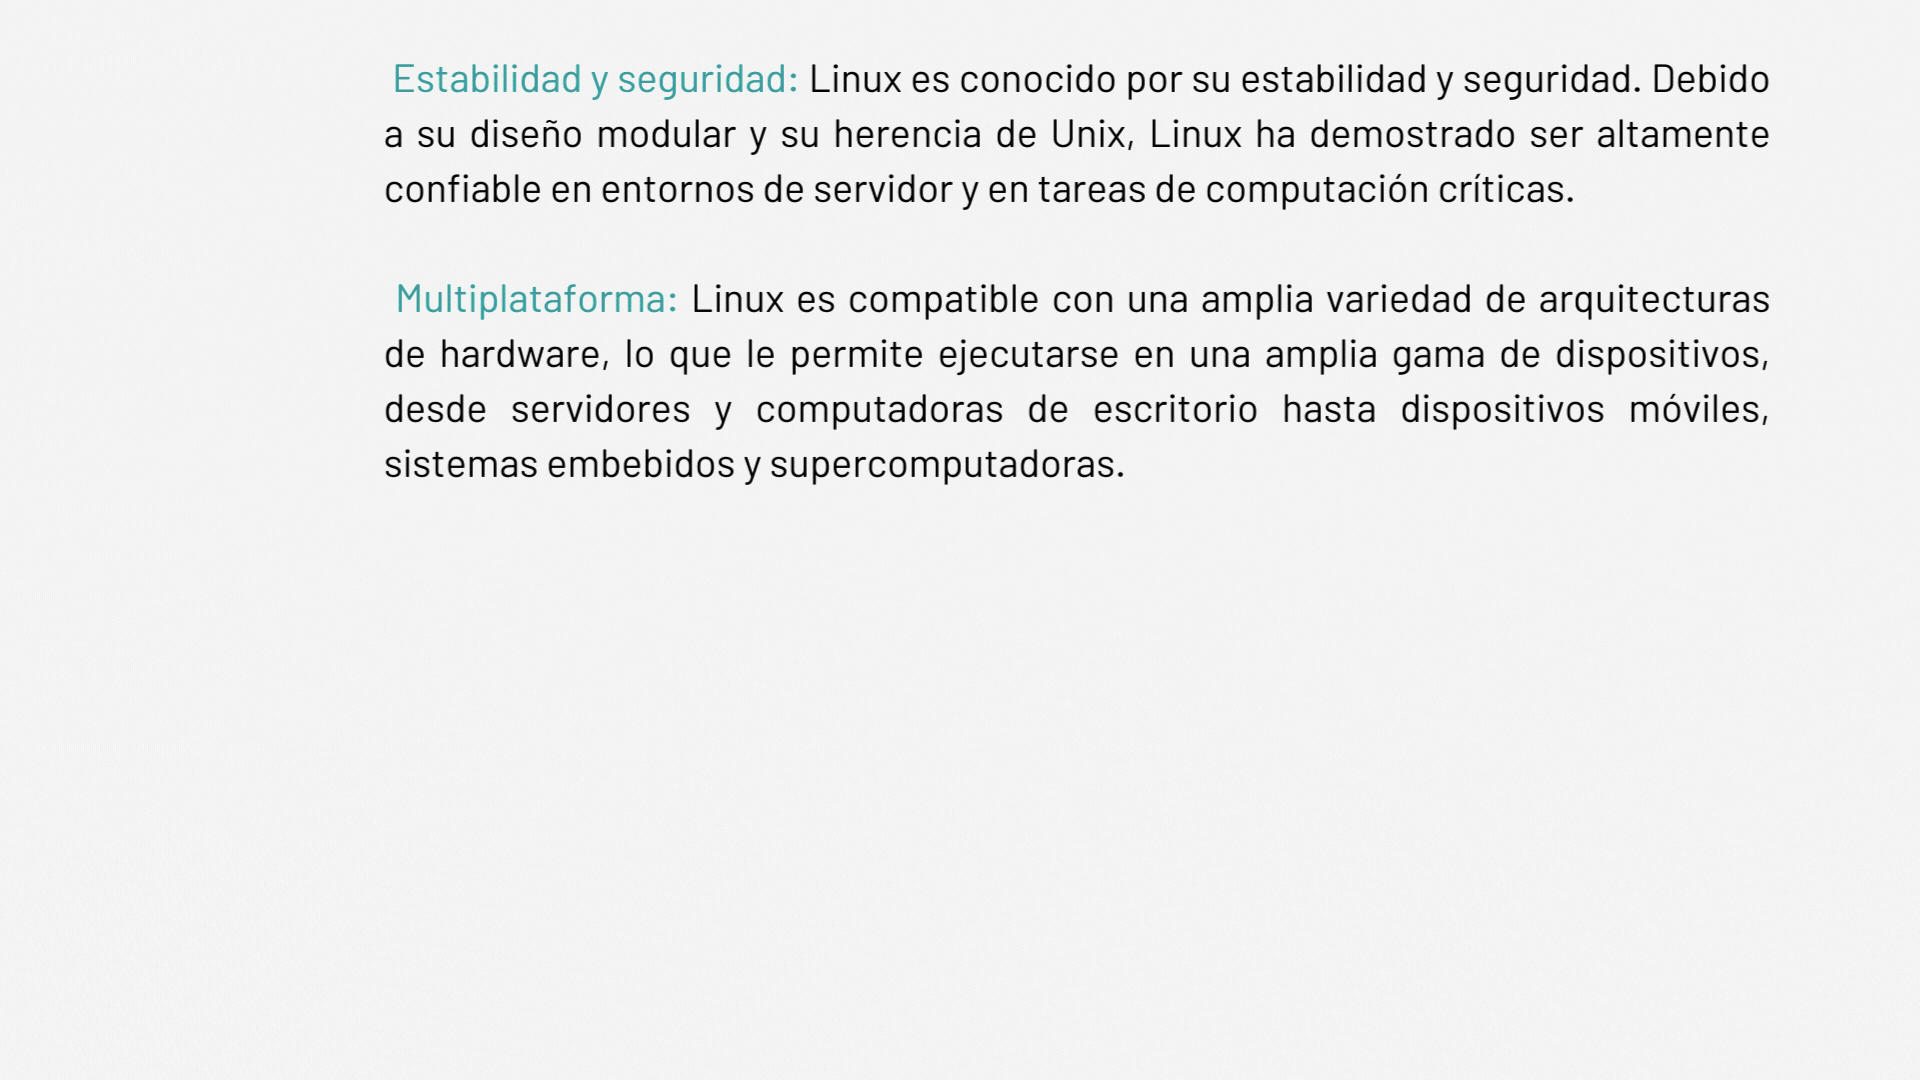 Estabilidad y seguridad: Linux es conocido por su estabilidad y seguridad. Debido
a su diseño modular y su herencia de Unix, Linux ha demostrado ser altamente
confiable en entornos de servidor y en tareas de computación críticas.
Multiplataforma: Linux es compatible con una amplia variedad de arquitecturas
de hardware, lo que le permite ejecutarse en una amplia gama de dispositivos,
desde servidores y computadoras de escritorio hasta dispositivos móviles,
sistemas embebidos y supercomputadoras.